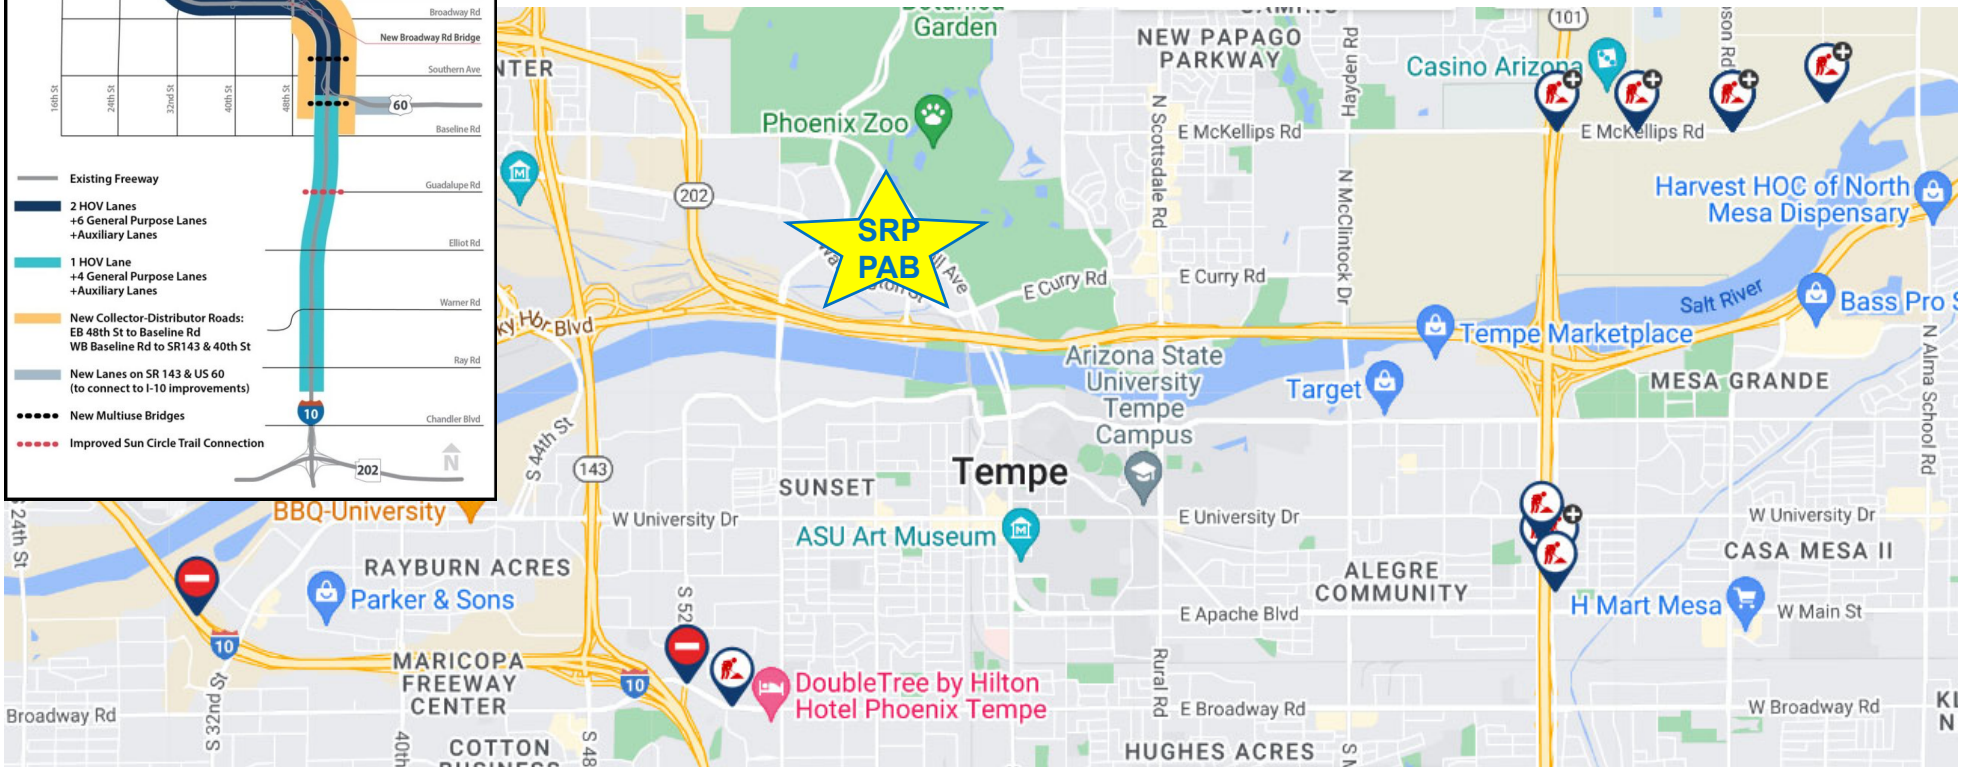 Broadway Rd
New Broadway Rd Bridge
Southern Ave
16th St
24th St
32nd St
40th St
48th St
60
Baseline Rd
Existing Freeway
Guadalupe Rd
2 HOV Lanes
+6 General Purpose Lanes
+Auxiliary Lanes
Elliot Rd
1 HOV Lane
+4 General Purpose Lanes
+Auxiliary Lanes
Warner Rd
New Collector-Distributor Roads:
EB 48th St to Baseline Rd
WB Baseline Rd to SR143 & 40th St
Ray Rd
New Lanes on SR 143 & US 60
(to connect to I-10 improvements)
New Multiuse Bridges
10
Chandler Blvd
Improved Sun Circle Trail Connection
N
202
Garden
NEW PAPAGO
PARKWAY
Hayden Rd
101
Casino Arizona
NTER
Phoenix Zoo
N Scottsdale Rd
E McKellips Rd
E McKellips Rd
202
N McClintock Dr
Harvest HOC of North
Mesa Dispensary
SRP
PAB
ill Ave
E Curry Rd
E Curry Rd
Salt River
Bass Pro S
ky Hor Blvd
Tempe Marketplace
Arizona State
University
Tempe
Campus
Target
MESA GRANDE
N Alma School Rd
S 44th St
143
Tempe
SUNSET
S 24th St
BBQ-University
W University Dr
ASU Art Museum
E University Dr
W University Dr
CASA MESA II
RAYBURN ACRES
Parker & Sons
ALEGRE
COMMUNITY
S 52
E Apache Blvd
H Mart Mesa
W Main St
10
MARICOPA
FREEWAY
CENTER
10
DoubleTree by Hilton
Hotel Phoenix Tempe
Rural Rd
Broadway Rd
S 32nd St
E Broadway Rd
W Broadway Rd
KL
N
40th
COTTON
S 48
HUGHES ACRES
S M